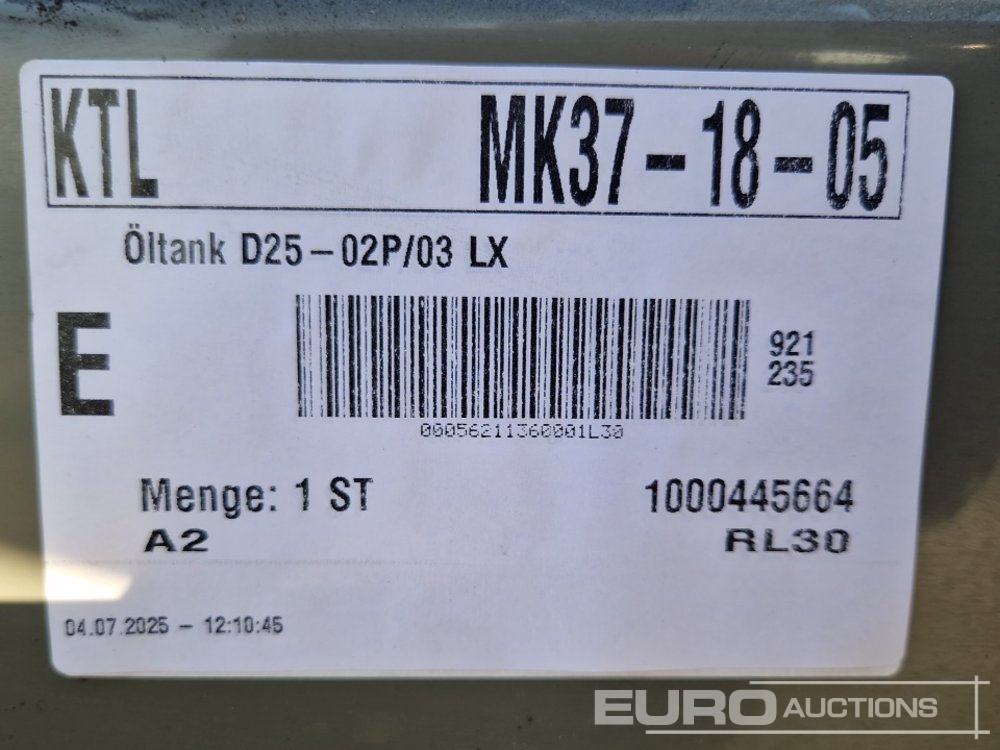 KTL MK37-18-05
Öltank D25-02P/03 LX
E
921
235
00056211360001L30
Menge: 1 ST 1000445664
A2 RL30
04.07.2025 - 12:10:45
EURO AUCTIONS